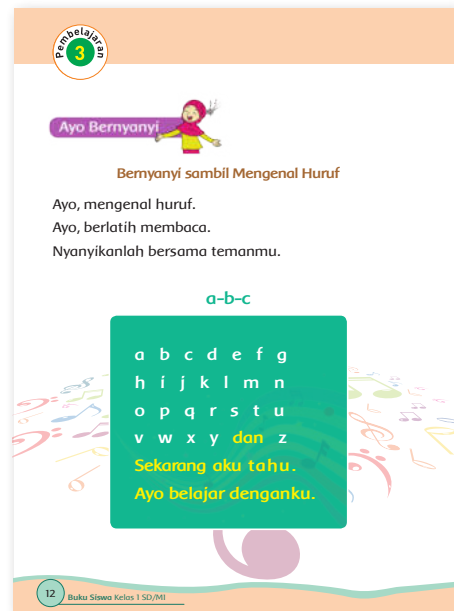 Pembelajaran
3
Ayo Bernyanyi
Bernyanyi sambil Mengenal Huruf
Ayo, mengenal huruf.
Ayo, berlatih membaca.
Nyanyikanlah bersama temanmu.
a-b-c
a b c d e f g
h i j k l m n
o p q r s t u
v w x y dan z
Sekarang aku tahu.
Ayo belajar denganku.
12 Buku Siswa Kelas 1 SD/MI